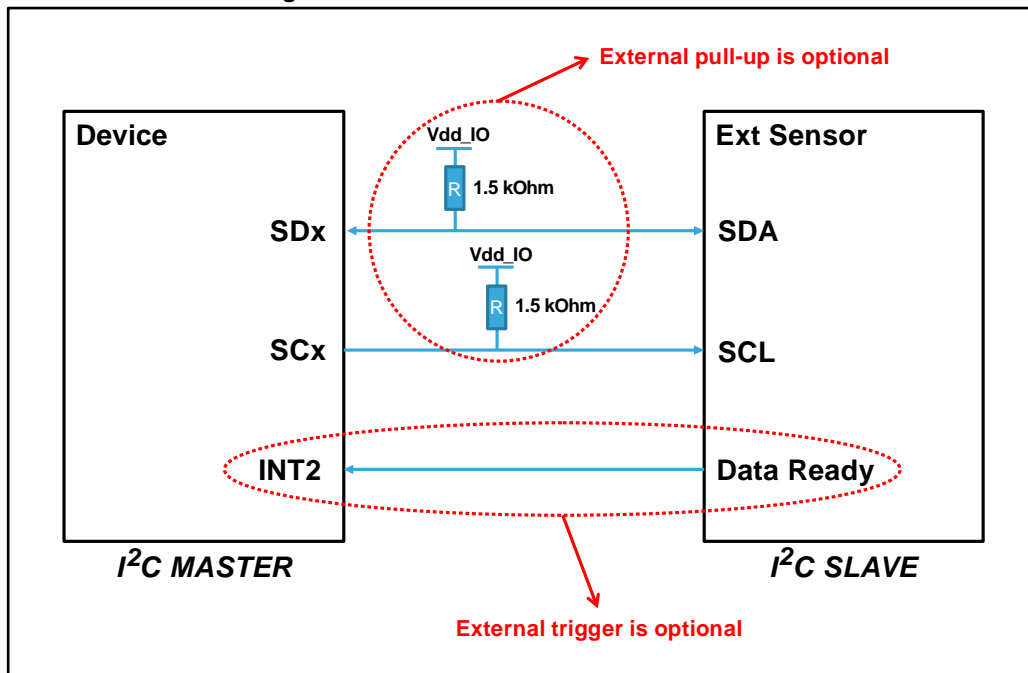 External pull-up is optional
Device
Ext Sensor
Vdd_IO
R
1.5 kOhm
SDx
SDA
Vdd_IO
R
1.5 kOhm
SCx
SCL
INT2
Data Ready
I²C MASTER
I²C SLAVE
External trigger is optional